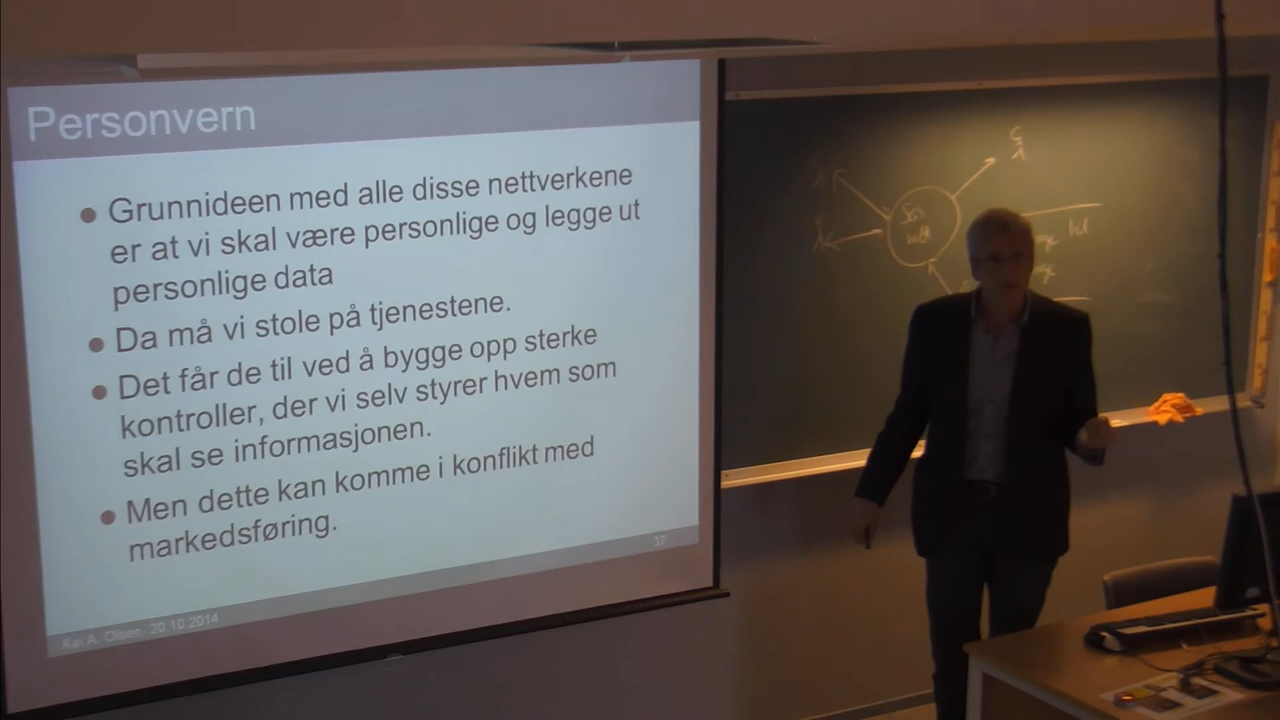 Personvern
Grunnideen med alle disse nettverkene
er at vi skal være personlige og legge ut
personlige data
Da må vi stole på tjenestene.
Det får de til ved å bygge opp sterke
kontroller, der vi selv styrer hvem som
skal se informasjonen.
Men dette kan komme i konflikt med
markedsføring.
37
Kai A. Olsen, 20.10.2014